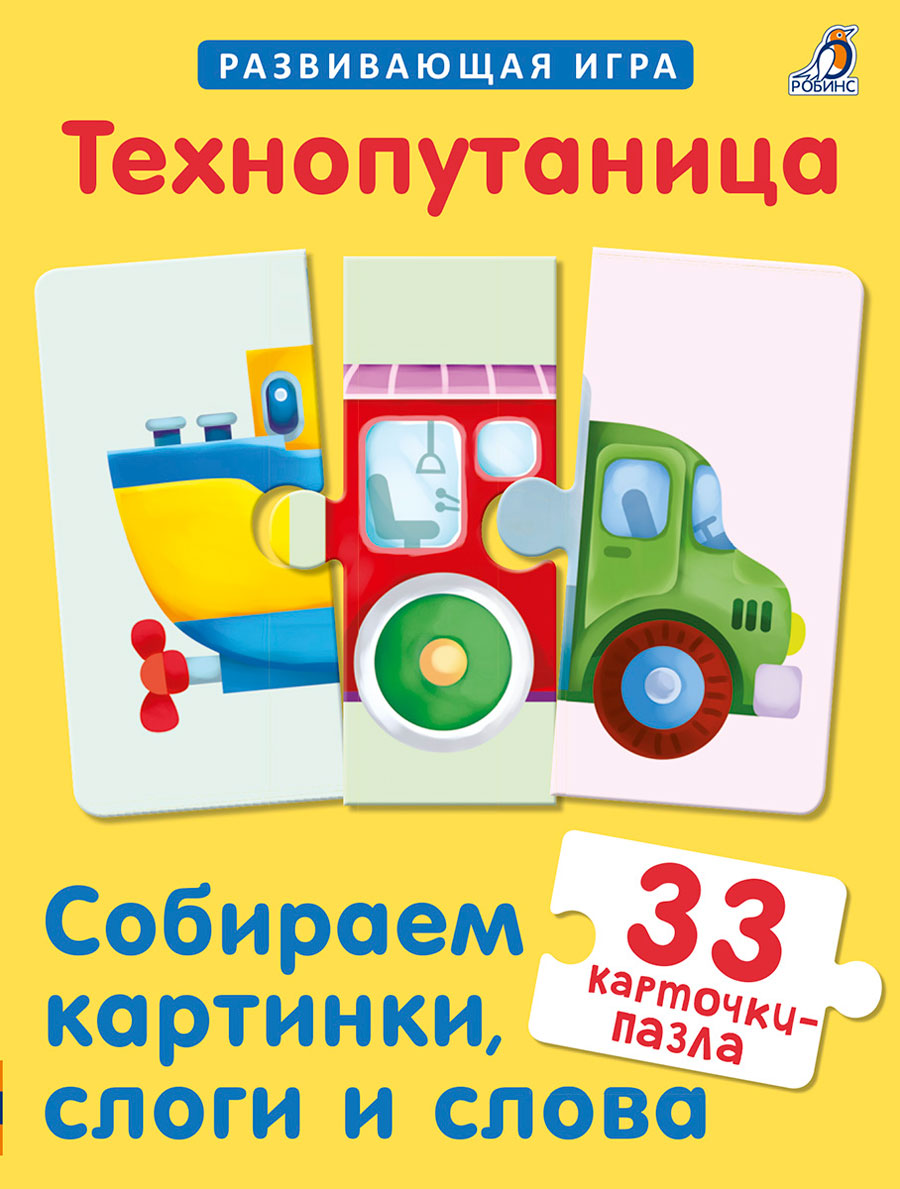 РАЗВИВАЮЩАЯ ИГРА
РОБИНС
Технопутаница
Собираем
картинки,
слоги и слова
33
карточки-
пазла